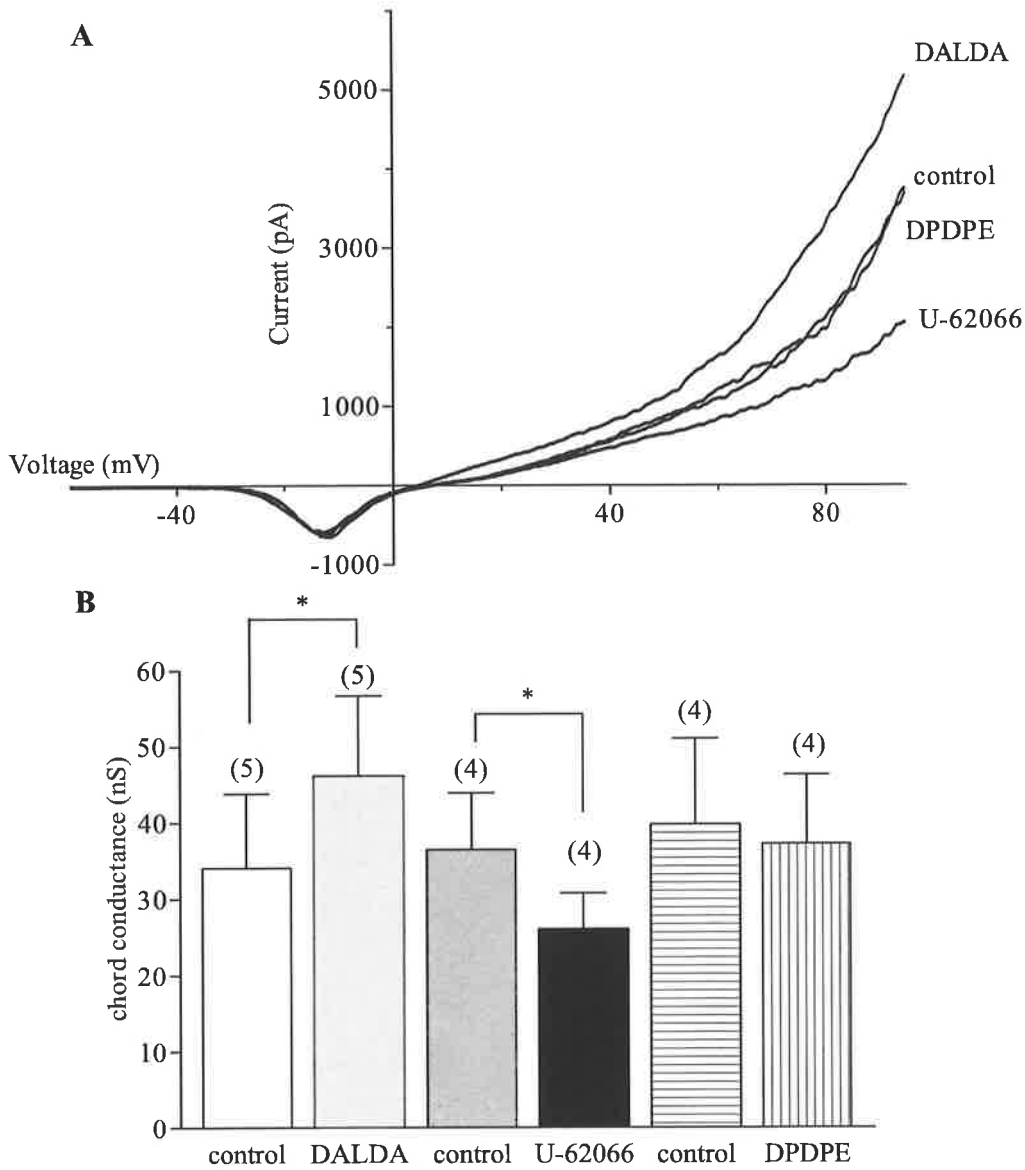 A
DALDA
5000
control
Current (pA)
3000
DPDPE
U-62066
1000
Voltage (mV)
-40
40
80
-1000
B
*
60
(5)
*
50
(4)
(4)
(5)
(4)
chord conductance (nS)
40
(4)
30
20
10
0
control DALDA control U-62066 control DPDPE